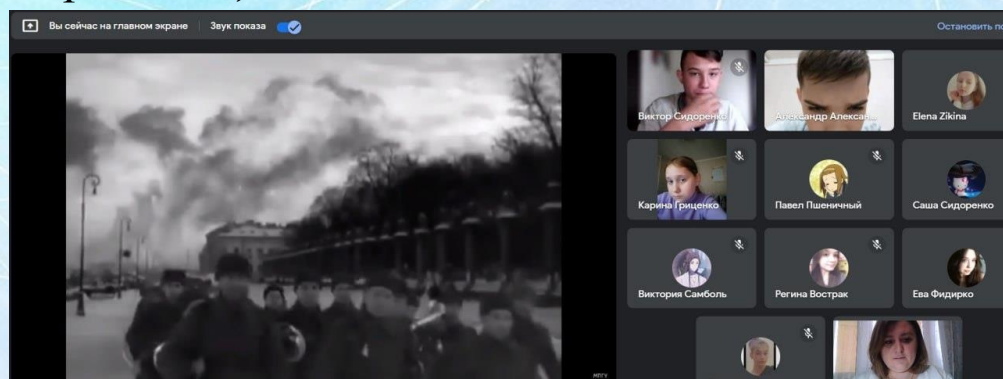 Вы сейчас на главном экране
Звук показа
Остановить по
Виктор Сидоренко
Александр Алексан...
Elena Zikina
Карина Гриценко
Павел Пшеничный
Саша Сидоренко
Виктория Самболь
Регина Вострак
Ева Фидирко
МПГУ